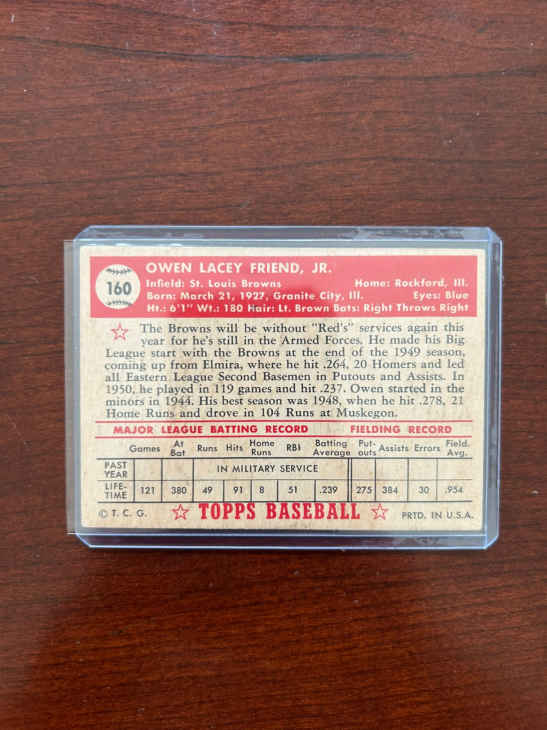 160
OWEN LACEY FRIEND, JR.
Infield: St. Louis Browns Home: Rockford, Ill.
Born: March 21, 1927, Granite City, Ill. Eyes: Blue
Ht.: 6'1" Wt.: 180 Hair: Lt. Brown Bats: Right Throws Right
The Browns will be without "Red's" services again this
year for he's still in the Armed Forces. He made his Big
League start with the Browns at the end of the 1949 season,
coming up from Elmira, where he hit .264, 20 Homers and led
all Eastern League Second Basemen in Putouts and Assists. In
1950, he played in 119 games and hit .237. Owen started in the
minors in 1944. His best season was 1948, when he hit .278, 21
Home Runs and drove in 104 Runs at Muskegon.
MAJOR LEAGUE BATTING RECORD FIELDING RECORD
Games At Bat Runs Hits Home Runs RBI Batting Average Put-outs Assists Errors Field. Avg.
PAST YEAR IN MILITARY SERVICE
LIFE-TIME 121 380 49 91 8 51 .239 275 384 30 .954
© T. C. G. TOPPS BASEBALL PRTD. IN U.S.A.